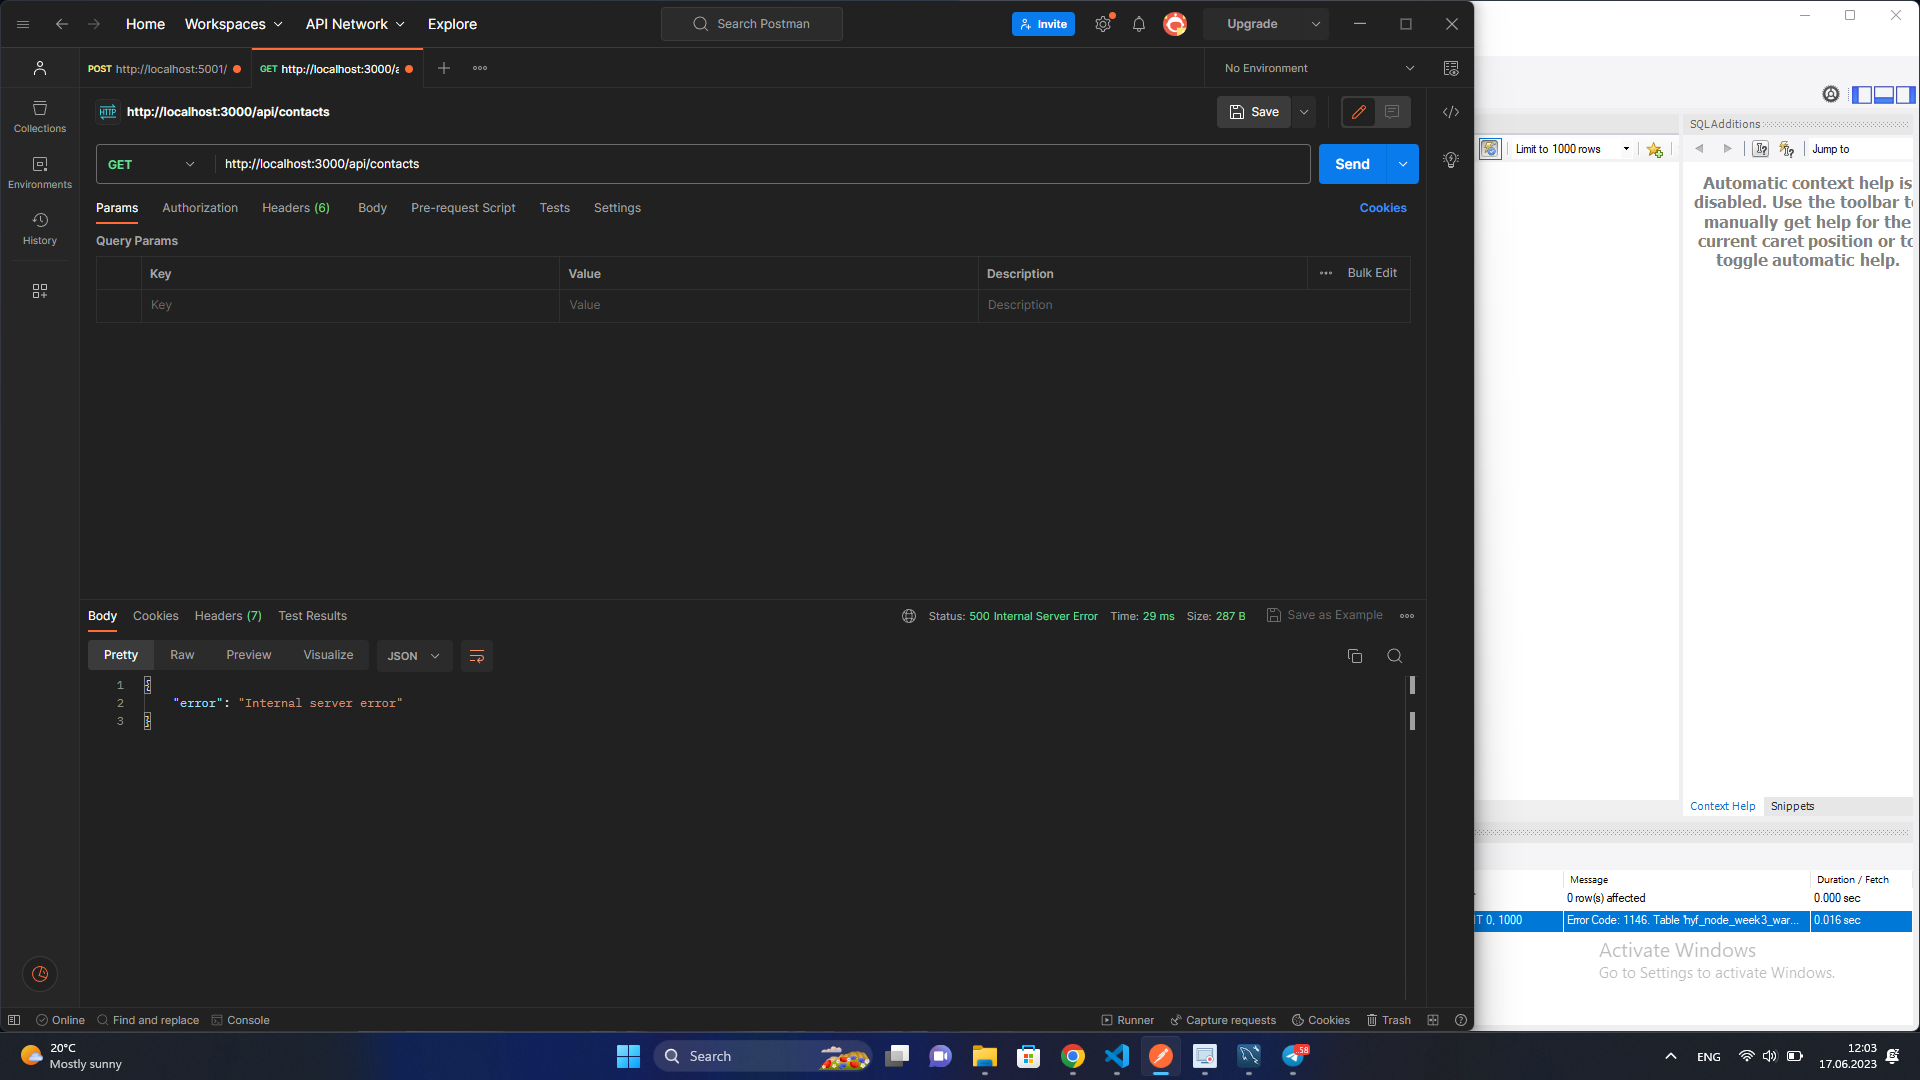 Home
Workspaces
API Network
Explore
Search Postman
Invite
Upgrade
POST http://localhost:5001/
GET http://localhost:3000/a
No Environment
HTTP http://localhost:3000/api/contacts
Save
GET
http://localhost:3000/api/contacts
Send
Params
Authorization
Headers (6)
Body
Pre-request Script
Tests
Settings
Cookies
Query Params
Key
Value
Description
Bulk Edit
Key
Value
Description
Collections
Environments
History
Body
Cookies
Headers (7)
Test Results
Status: 500 Internal Server Error
Time: 29 ms
Size: 287 B
Save as Example
Pretty
Raw
Preview
Visualize
JSON
1 {
2 "error": "Internal server error"
3 }
Online
Find and replace
Console
Runner
Capture requests
Cookies
Trash
SQLAdditions
Limit to 1000 rows
Jump to
Automatic context help is
disabled. Use the toolbar to
manually get help for the
current caret position or to
toggle automatic help.
Context Help
Snippets
Message
Duration / Fetch
0 row(s) affected
0.000 sec
IT 0, 1000
Error Code: 1146. Table 'hyf_node_week3_war...
0.016 sec
Activate Windows
Go to Settings to activate Windows.
20°C
Mostly sunny
Search
58
ENG
12:03
17.06.2023